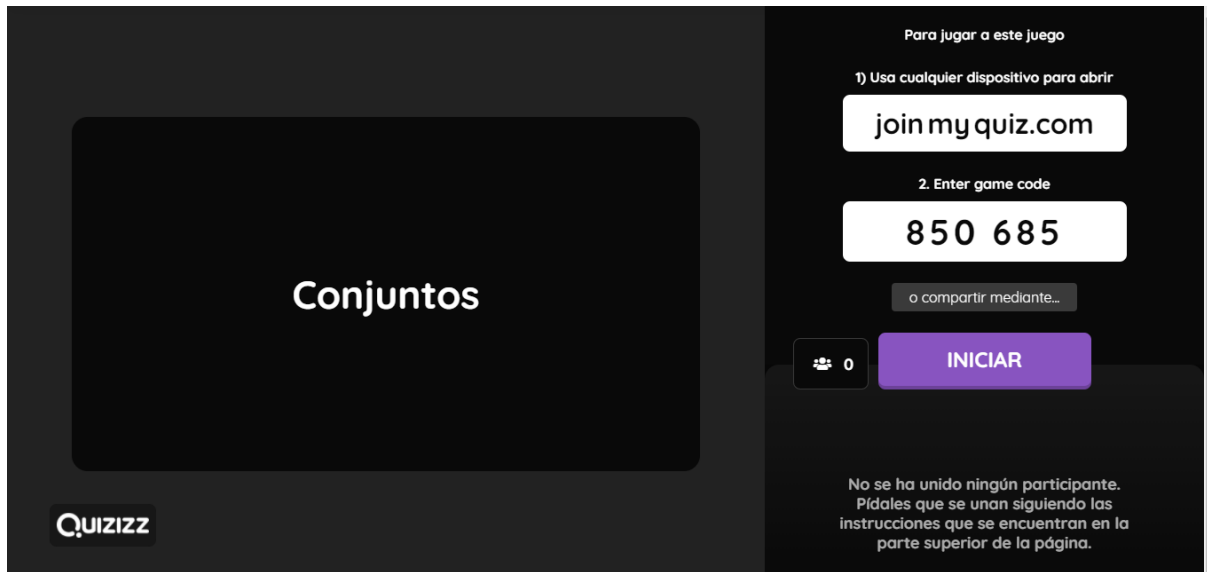 Conjuntos
QUIZIZZ
Para jugar a este juego
1) Usa cualquier dispositivo para abrir
joinmyquiz.com
2. Enter game code
850 685
o compartir mediante...
0
INICIAR
No se ha unido ningún participante.
Pídales que se unan siguiendo las
instrucciones que se encuentran en la
parte superior de la página.